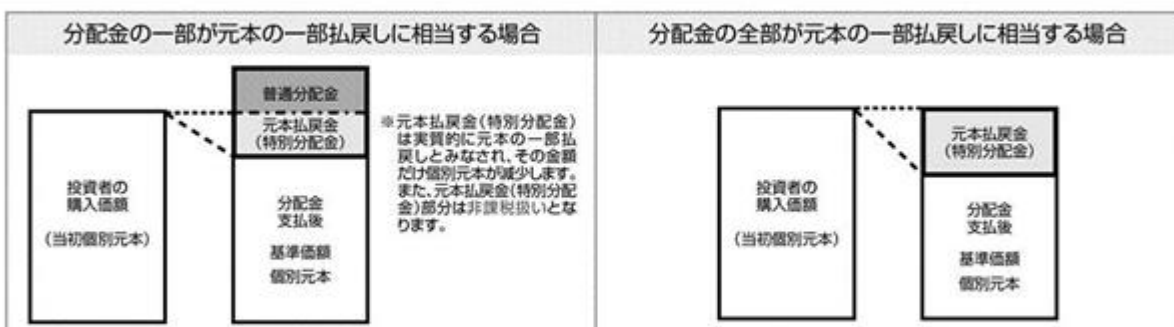 分配金の一部が元本の一部払戻しに相当する場合
普通分配金
元本払戻金
(特別分配金)
投資者の
購入価額
(当初個別元本)
分配金
支払後
基準価額
個別元本
※元本払戻金(特別分配金)
は実質的に元本の一部払
戻しとみなされ、その金額
だけ個別元本が減少します。
また、元本払戻金(特別分配
金)部分は非課税扱いとな
ります。
分配金の全部が元本の一部払戻しに相当する場合
元本払戻金
(特別分配金)
投資者の
購入価額
(当初個別元本)
分配金
支払後
基準価額
個別元本